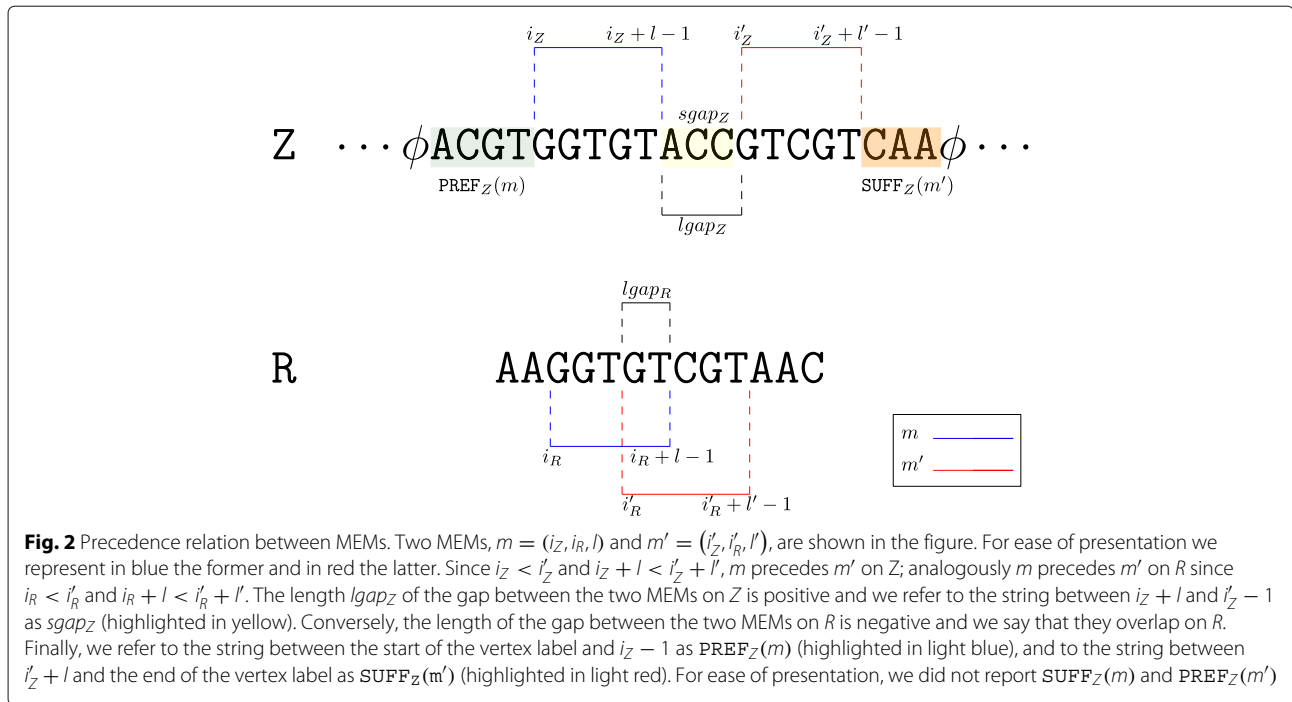 i_Z i_Z + l − 1 i′_Z i′_Z + l′ − 1
sgap_Z
Z ··· ϕACGTGGTGTACCGTCGTCAAϕ ···
PREF_Z(m) SUFF_Z(m′)
lgap_Z
lgap_R
R AAGGTGTCGTAAC
i_R i_R + l − 1
i′_R i′_R + l′ − 1
m
m′
Fig. 2 Precedence relation between MEMs. Two MEMs, m = (i_Z, i_R, l) and m′ = (i′_Z, i′_R, l′), are shown in the figure. For ease of presentation we
represent in blue the former and in red the latter. Since i_Z < i′_Z and i_Z + l < i′_Z + l′, m precedes m′ on Z; analogously m precedes m′ on R since
i_R < i′_R and i_R + l < i′_R + l′. The length lgap_Z of the gap between the two MEMs on Z is positive and we refer to the string between i_Z + l and i′_Z − 1
as sgap_Z (highlighted in yellow). Conversely, the length of the gap between the two MEMs on R is negative and we say that they overlap on R.
Finally, we refer to the string between the start of the vertex label and i_Z − 1 as PREF_Z(m) (highlighted in light blue), and to the string between
i′_Z + l and the end of the vertex label as SUFF_Z(m′) (highlighted in light red). For ease of presentation, we did not report SUFF_Z(m) and PREF_Z(m′)